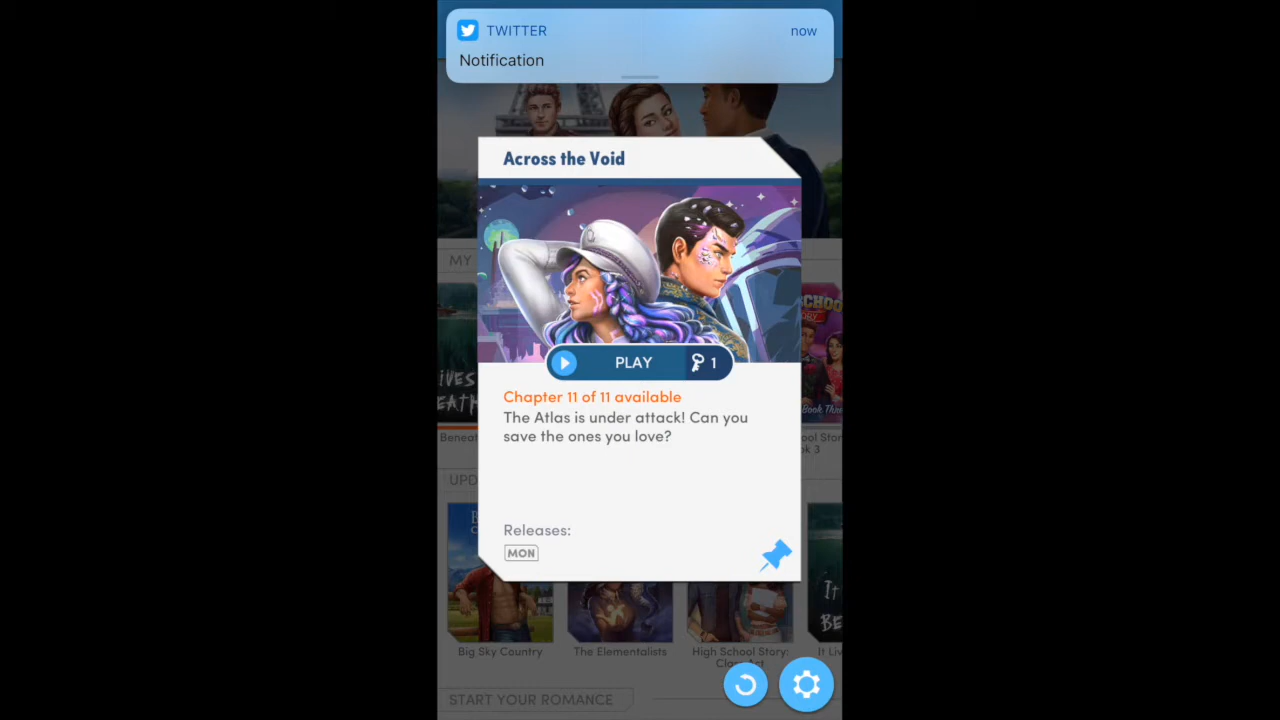 TWITTER
now
Notification
Across the Void
MY
PLAY
1
Chapter 11 of 11 available
The Atlas is under attack! Can you
save the ones you love?
Book Three
UPD
Releases:
MON
Big Sky Country
The Elementalists
High School Story:
START YOUR ROMANCE